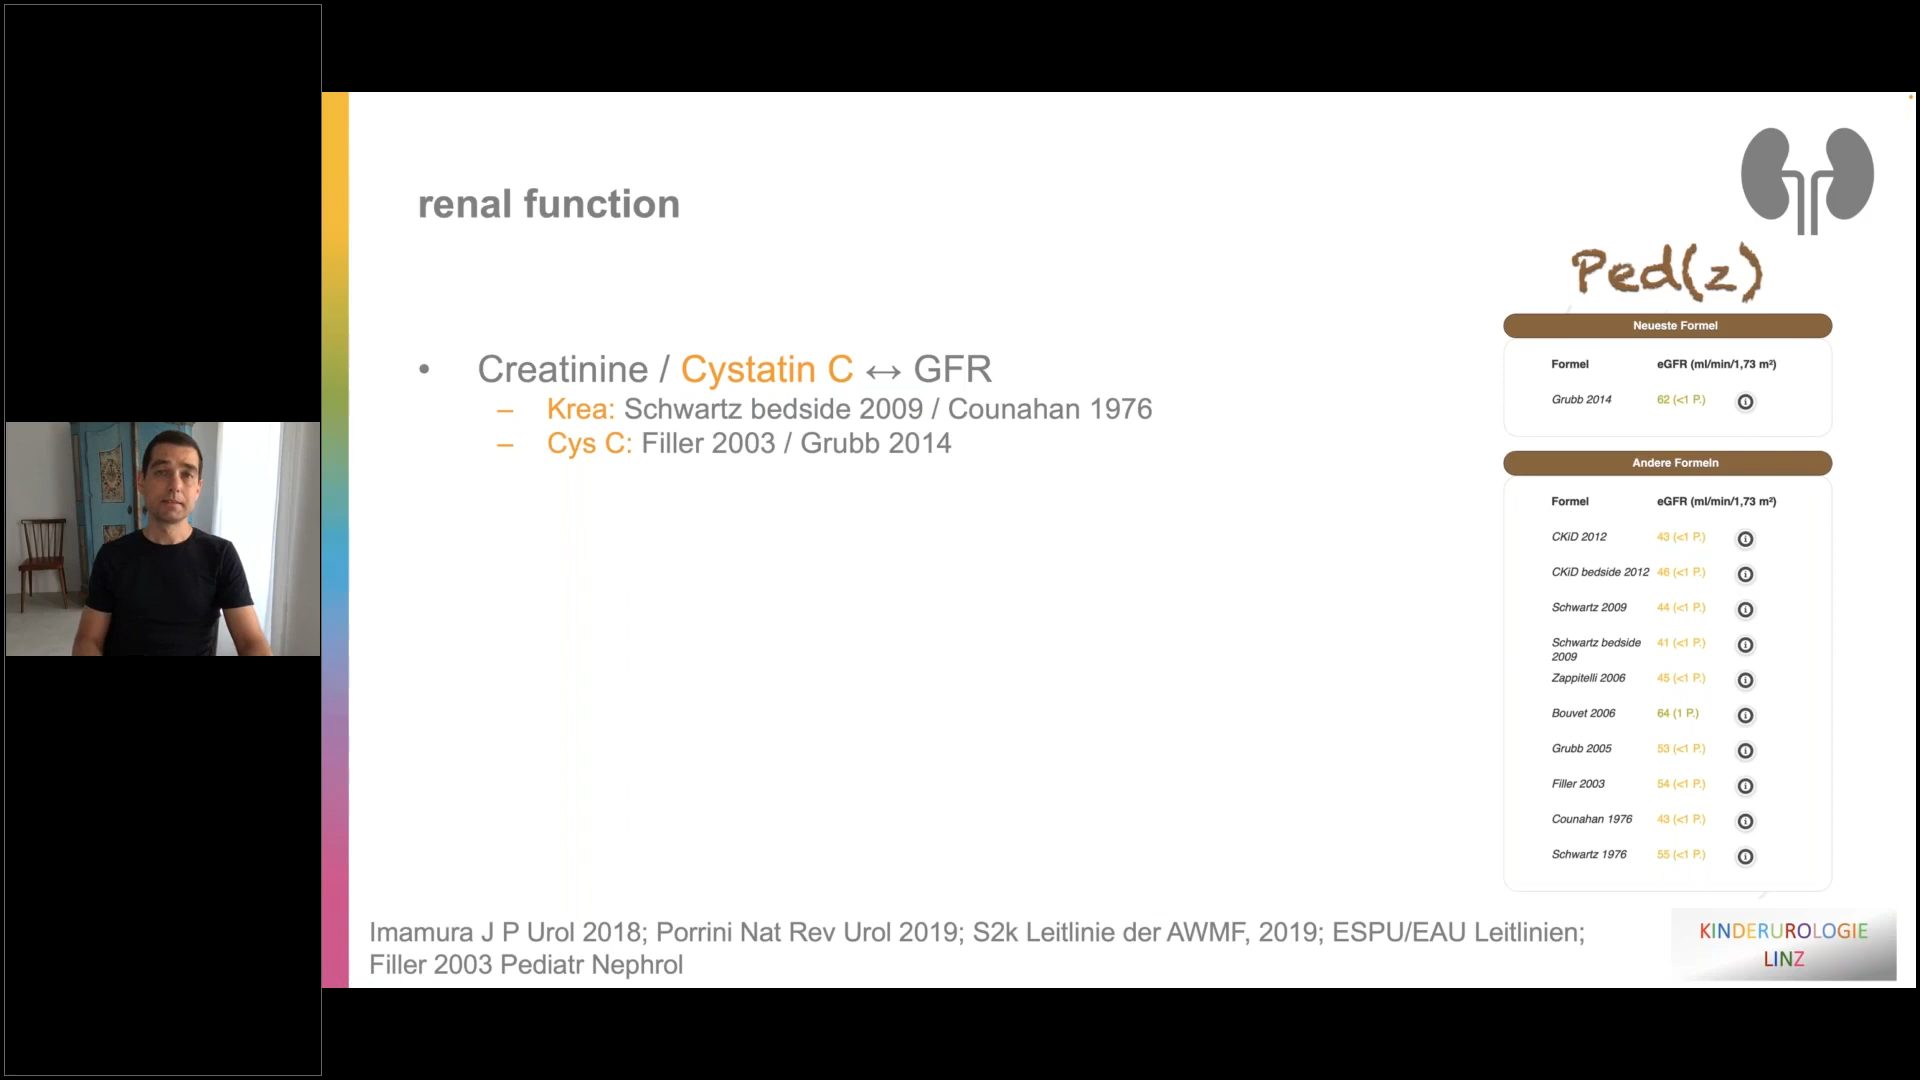 renal function
• Creatinine / Cystatin C ↔ GFR
– Krea: Schwartz bedside 2009 / Counahan 1976
– Cys C: Filler 2003 / Grubb 2014
Ped(z)
Neueste Formel
Formel eGFR (ml/min/1,73 m²)
Grubb 2014 62 (<1 P.)
Andere Formeln
Formel eGFR (ml/min/1,73 m²)
CKiD 2012 43 (<1 P.)
CKiD bedside 2012 46 (<1 P.)
Schwartz 2009 44 (<1 P.)
Schwartz bedside 41 (<1 P.)
2009
Zappitelli 2006 45 (<1 P.)
Bouvet 2006 64 (1 P.)
Grubb 2005 53 (<1 P.)
Filler 2003 54 (<1 P.)
Counahan 1976 43 (<1 P.)
Schwartz 1976 55 (<1 P.)
Imamura J P Urol 2018; Porrini Nat Rev Urol 2019; S2k Leitlinie der AWMF, 2019; ESPU/EAU Leitlinien;
Filler 2003 Pediatr Nephrol
KINDERUROLOGIE
LINZ